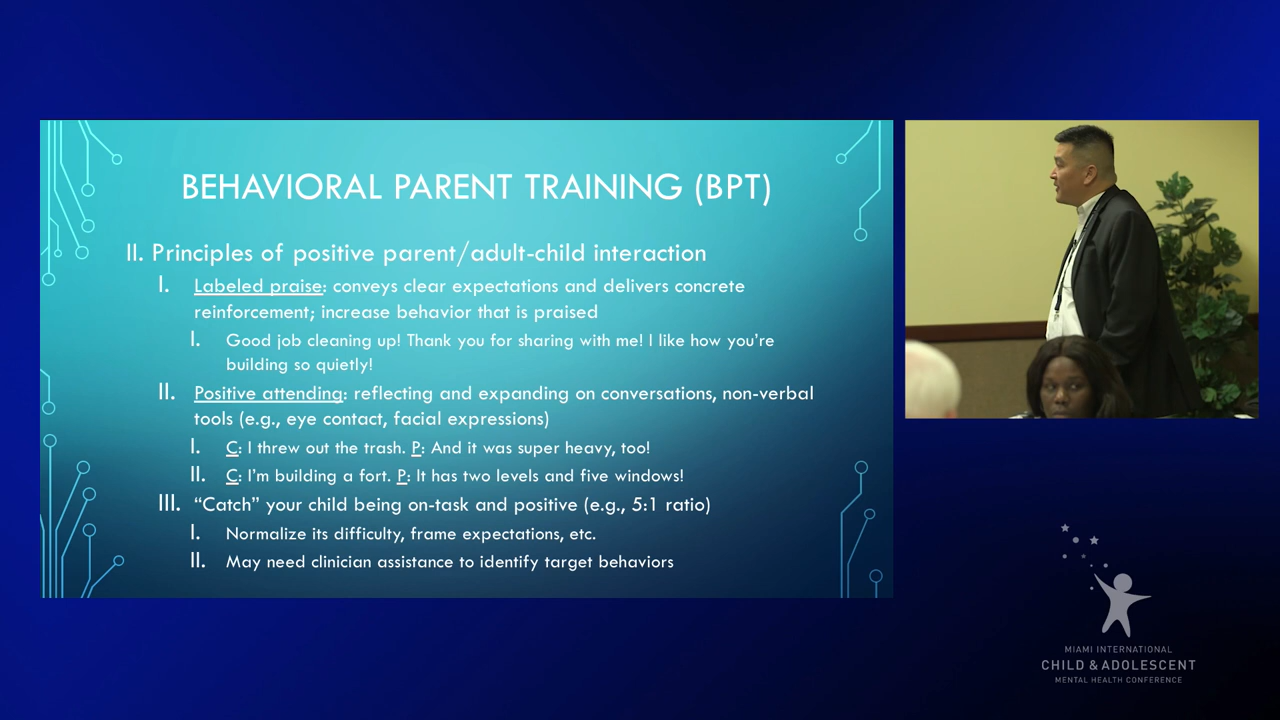 BEHAVIORAL PARENT TRAINING (BPT)
II. Principles of positive parent/adult-child interaction
I. Labeled praise: conveys clear expectations and delivers concrete
reinforcement; increase behavior that is praised
I. Good job cleaning up! Thank you for sharing with me! I like how you're
building so quietly!
II. Positive attending: reflecting and expanding on conversations, non-verbal
tools (e.g., eye contact, facial expressions)
I. C: I threw out the trash. P: And it was super heavy, too!
II. C: I'm building a fort. P: It has two levels and five windows!
III. “Catch” your child being on-task and positive (e.g., 5:1 ratio)
I. Normalize its difficulty, frame expectations, etc.
II. May need clinician assistance to identify target behaviors
MIAMI INTERNATIONAL
CHILD & ADOLESCENT
MENTAL HEALTH CONFERENCE